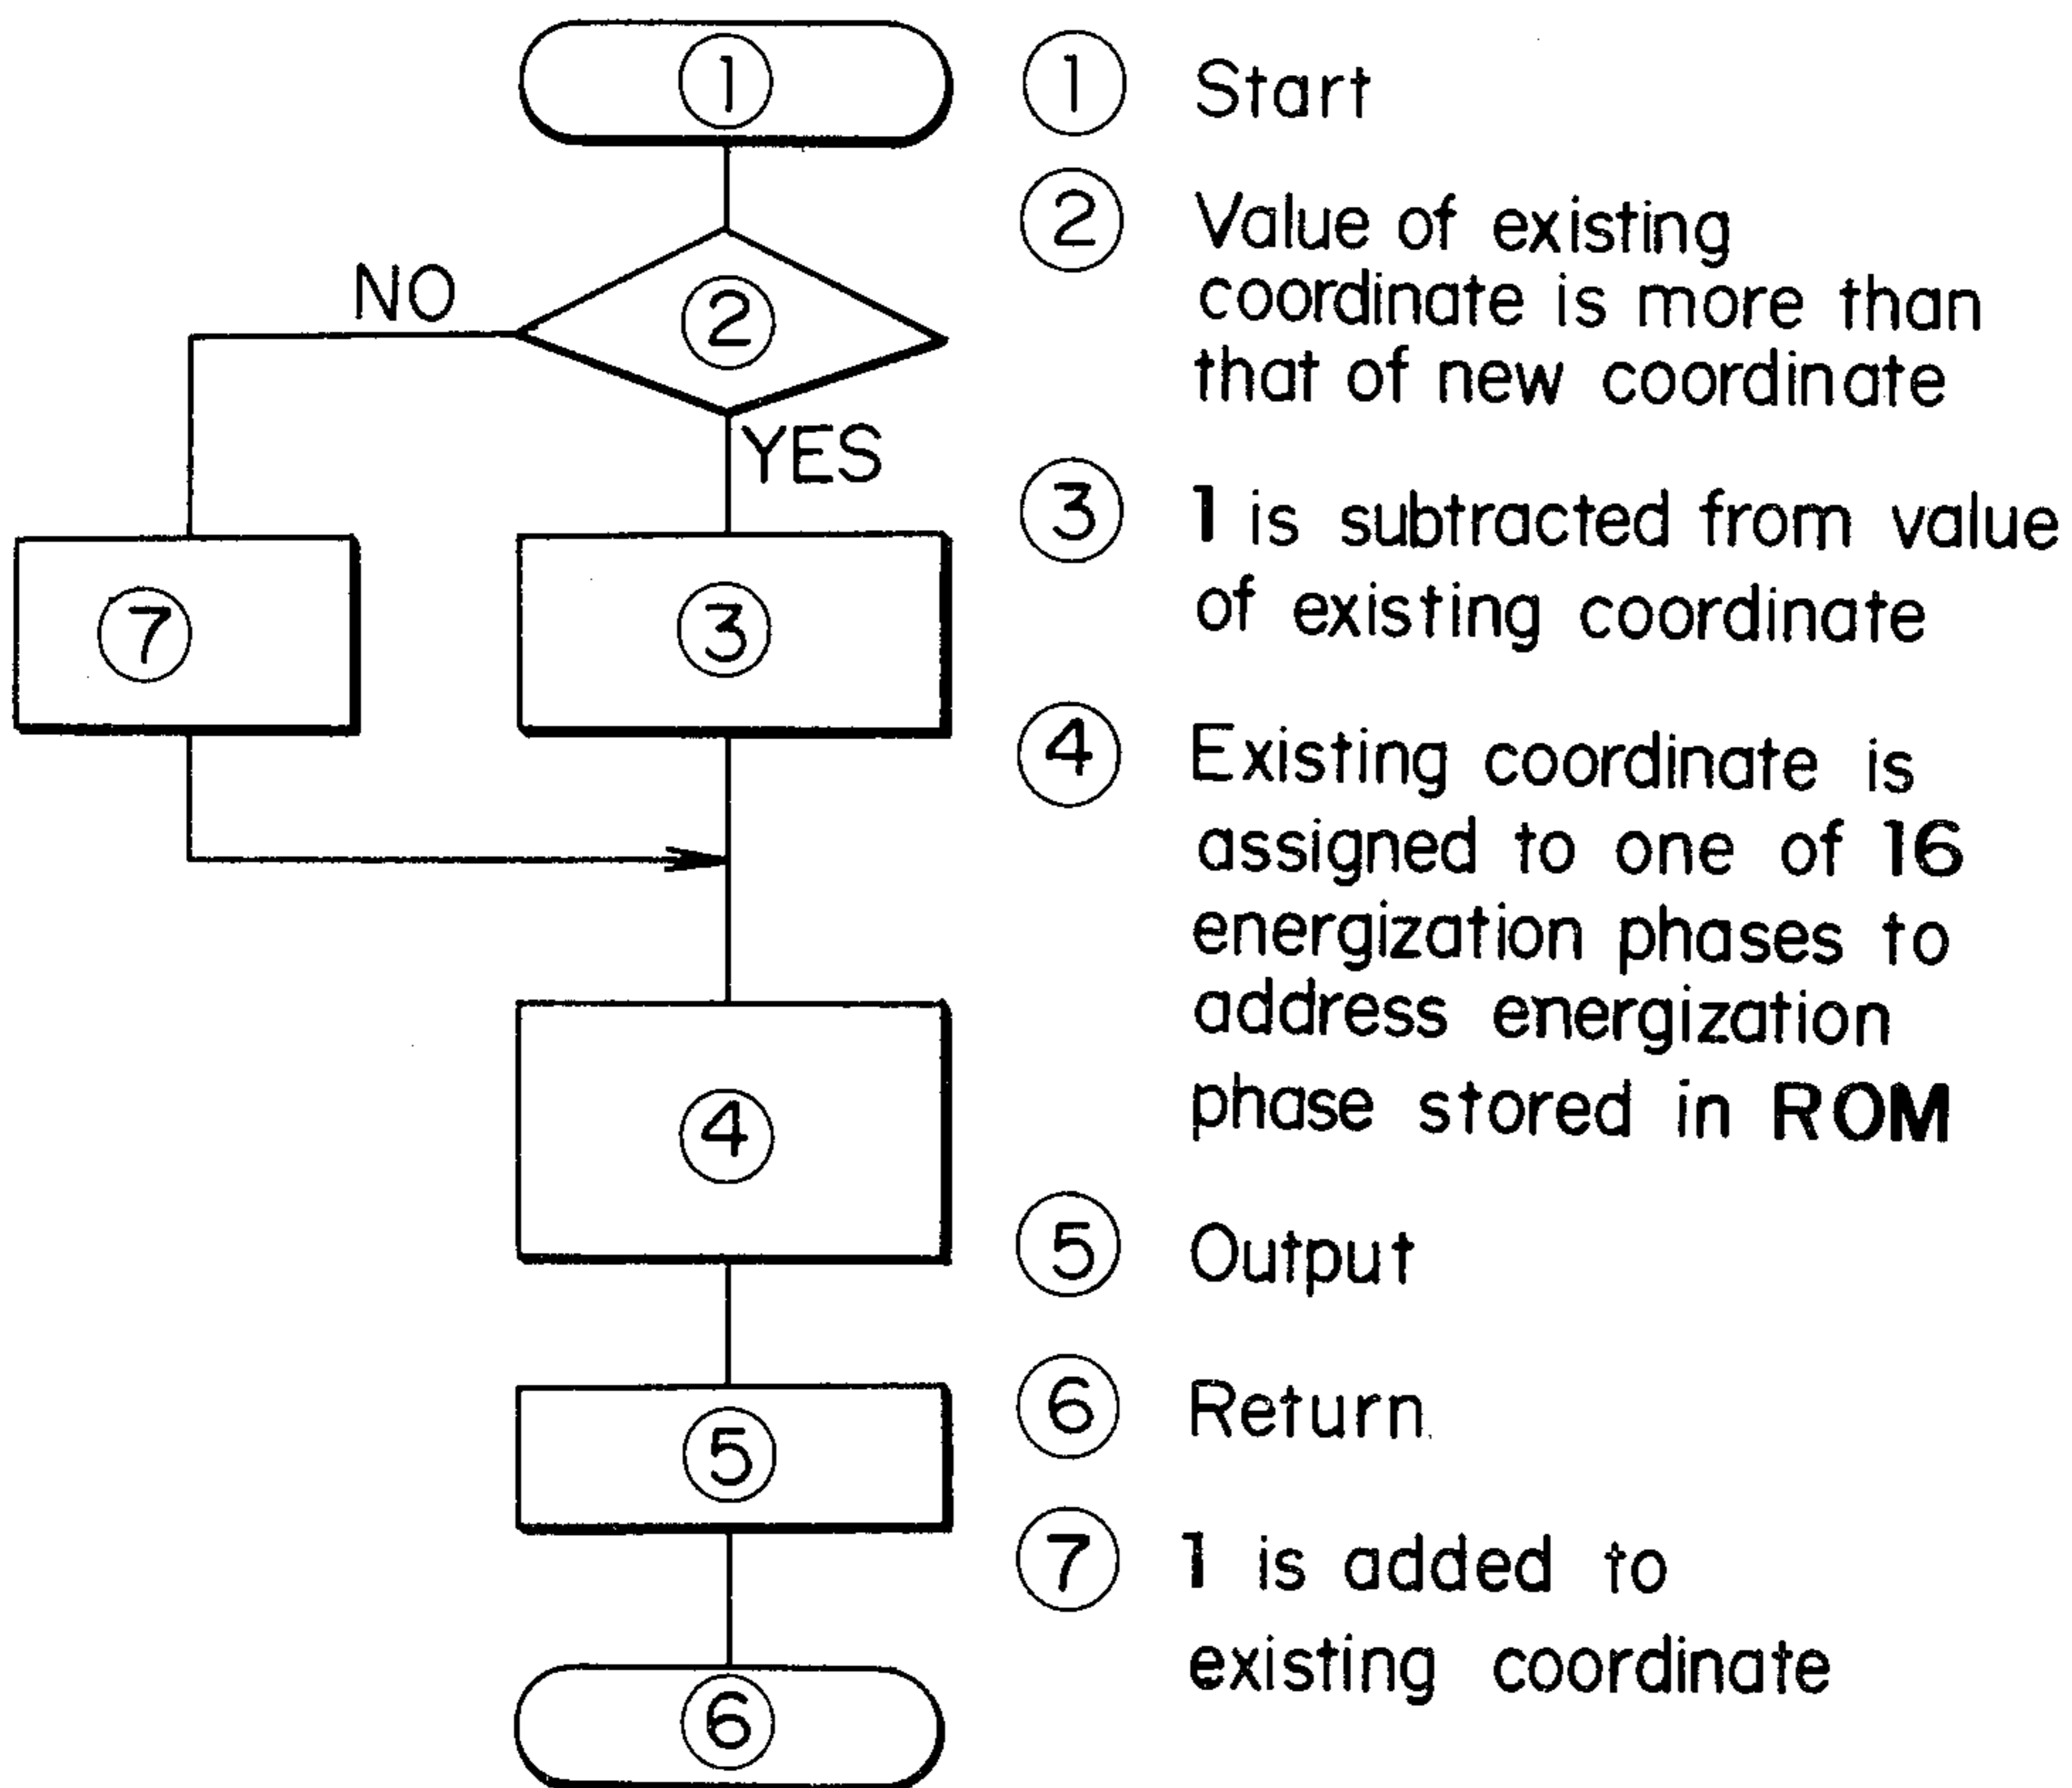 ①
① Start
② Value of existing
coordinate is more than
that of new coordinate
NO
②
YES
③ 1 is subtracted from value
of existing coordinate
⑦
③
④ Existing coordinate is
assigned to one of 16
energization phases to
address energization
phase stored in ROM
④
⑤ Output
⑤
⑥ Return
⑦ 1 is added to
existing coordinate
⑥